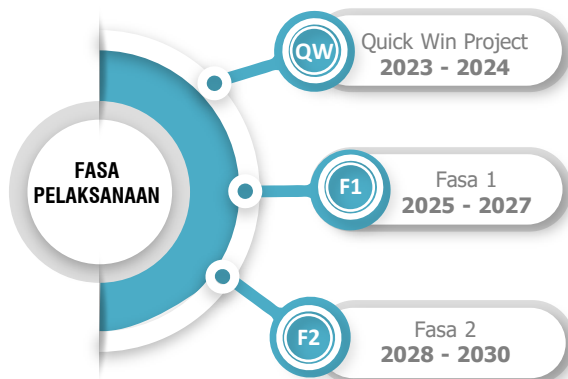 QW
Quick Win Project
2023 - 2024
FASA
PELAKSANAAN
F1
Fasa 1
2025 - 2027
F2
Fasa 2
2028 - 2030